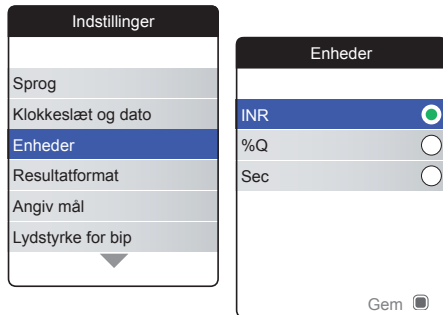 Indstillinger
Sprog
Klokkeslæt og dato
Enheder
Resultatformat
Angiv mål
Lydstyrke for bip
Enheder
INR
%Q
Sec
Gem